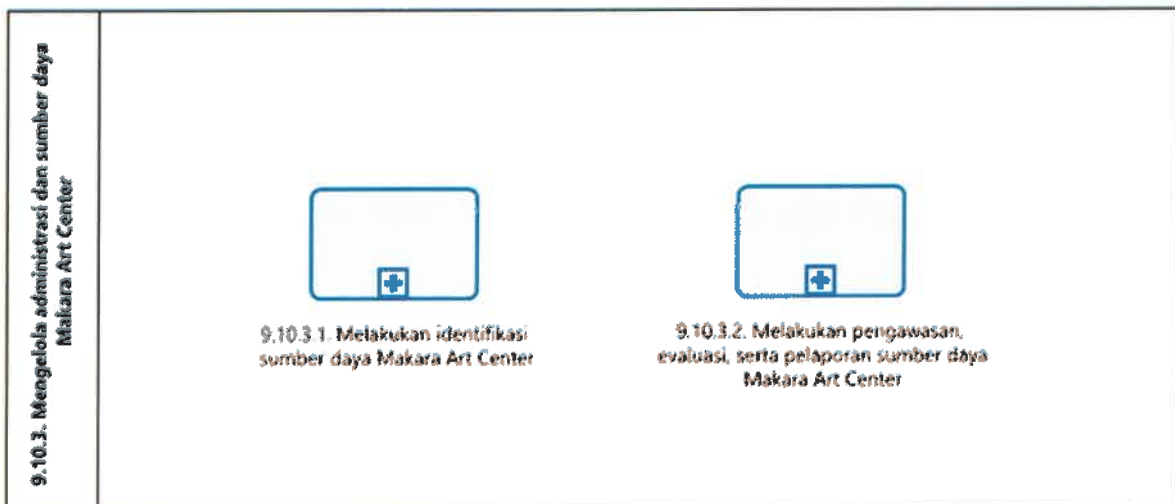 9.10.3. Mengelola administrasi dan sumber daya
Makara Art Center
9.10.3.1. Melakukan identifikasi
sumber daya Makara Art Center
9.10.3.2. Melakukan pengawasan,
evaluasi, serta pelaporan sumber daya
Makara Art Center